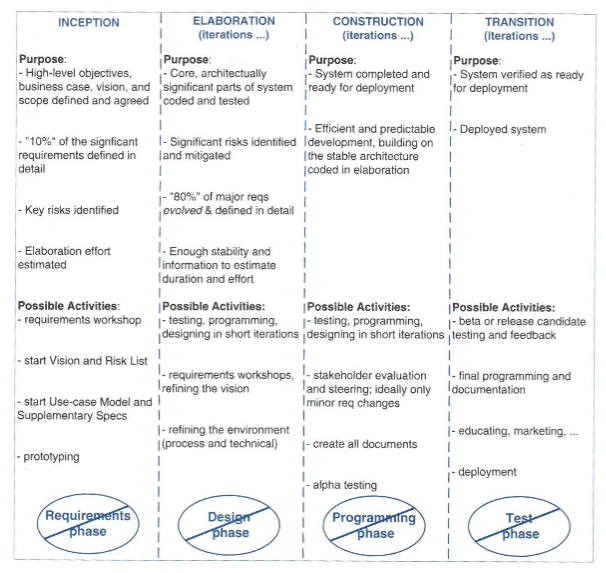 INCEPTION
Purpose:
- High-level objectives,
business case, vision, and
scope defined and agreed
- "10%" of the signficant
requirements defined in
detail
- Key risks identified
- Elaboration effort
estimated
Possible Activities:
- requirements workshop
- start Vision and Risk List
- start Use-case Model and
Supplementary Specs
- prototyping
Requirements
phase
ELABORATION
(iterations ...)
Purpose:
- Core, architectually
significant parts of system
coded and tested
- Significant risks identified
and mitigated
- "80%" of major reqs
evolved & defined in detail
- Enough stability and
information to estimate
duration and effort
Possible Activities:
- testing, programming,
designing in short iterations
- requirements workshops,
refining the vision
- refining the environment
(process and technical)
Design
phase
CONSTRUCTION
(iterations ...)
Purpose:
- System completed and
ready for deployment
- Efficient and predictable
development, building on
the stable architecture
coded in elaboration
Possible Activities:
- testing, programming,
designing in short iterations
- stakeholder evaluation
and steering; ideally only
minor req changes
- create all documents
- alpha testing
Programming
phase
TRANSITION
(iterations ...)
Purpose:
- System verified as ready
for deployment
- Deployed system
Possible Activities:
- beta or release candidate
testing and feedback
- final programming and
documentation
- educating, marketing, ...
- deployment
Test
phase